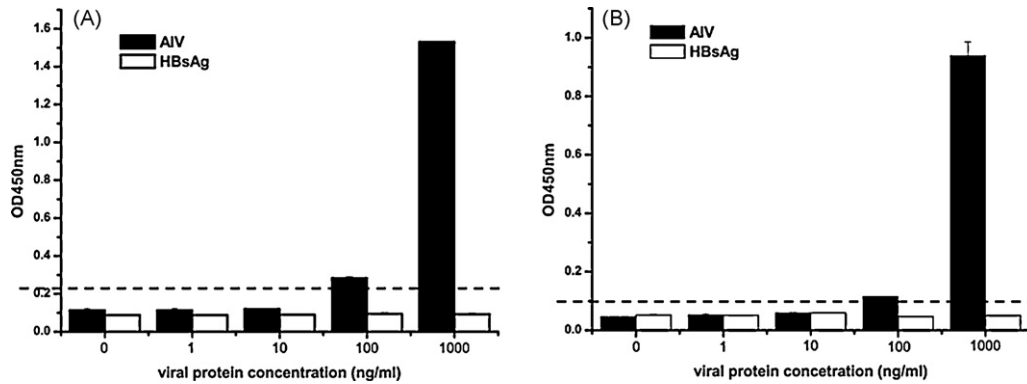 (A)
AIV
HBsAg
OD450nm
1.6
1.4
1.2
1.0
0.8
0.6
0.4
0.2
0.0
0 1 10 100 1000
viral protein concentration (ng/ml)
(B)
AIV
HBsAg
OD450nm
1.0
0.8
0.6
0.4
0.2
0.0
0 1 10 100 1000
viral protein concetration (ng/ml)